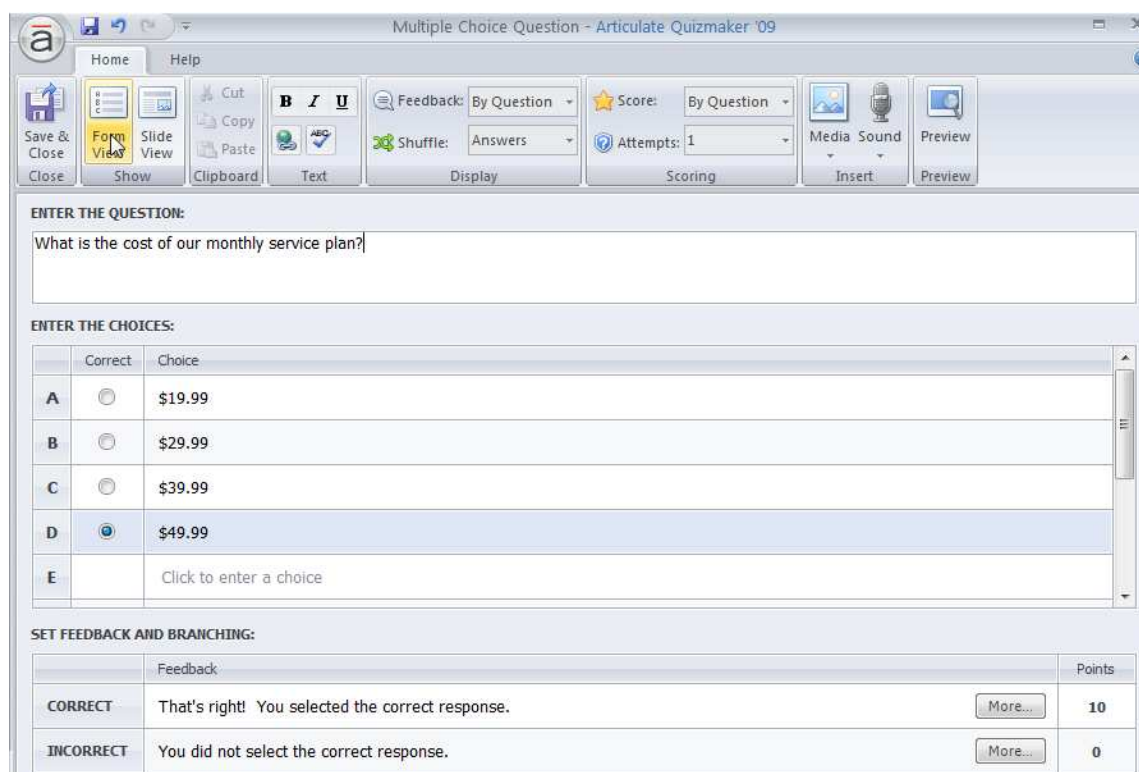 Multiple Choice Question - Articulate Quizmaker '09
Home Help
Save & Close
Form View
Slide View
Cut
Copy
Paste
B I U
ABC
Feedback: By Question
Shuffle: Answers
Score: By Question
Attempts: 1
Media Sound
Preview
Close Show Clipboard Text Display Scoring Insert Preview
ENTER THE QUESTION:
What is the cost of our monthly service plan?
ENTER THE CHOICES:
Correct Choice
A $19.99
B $29.99
C $39.99
D $49.99
E Click to enter a choice
SET FEEDBACK AND BRANCHING:
Feedback Points
CORRECT That's right! You selected the correct response. More... 10
INCORRECT You did not select the correct response. More... 0